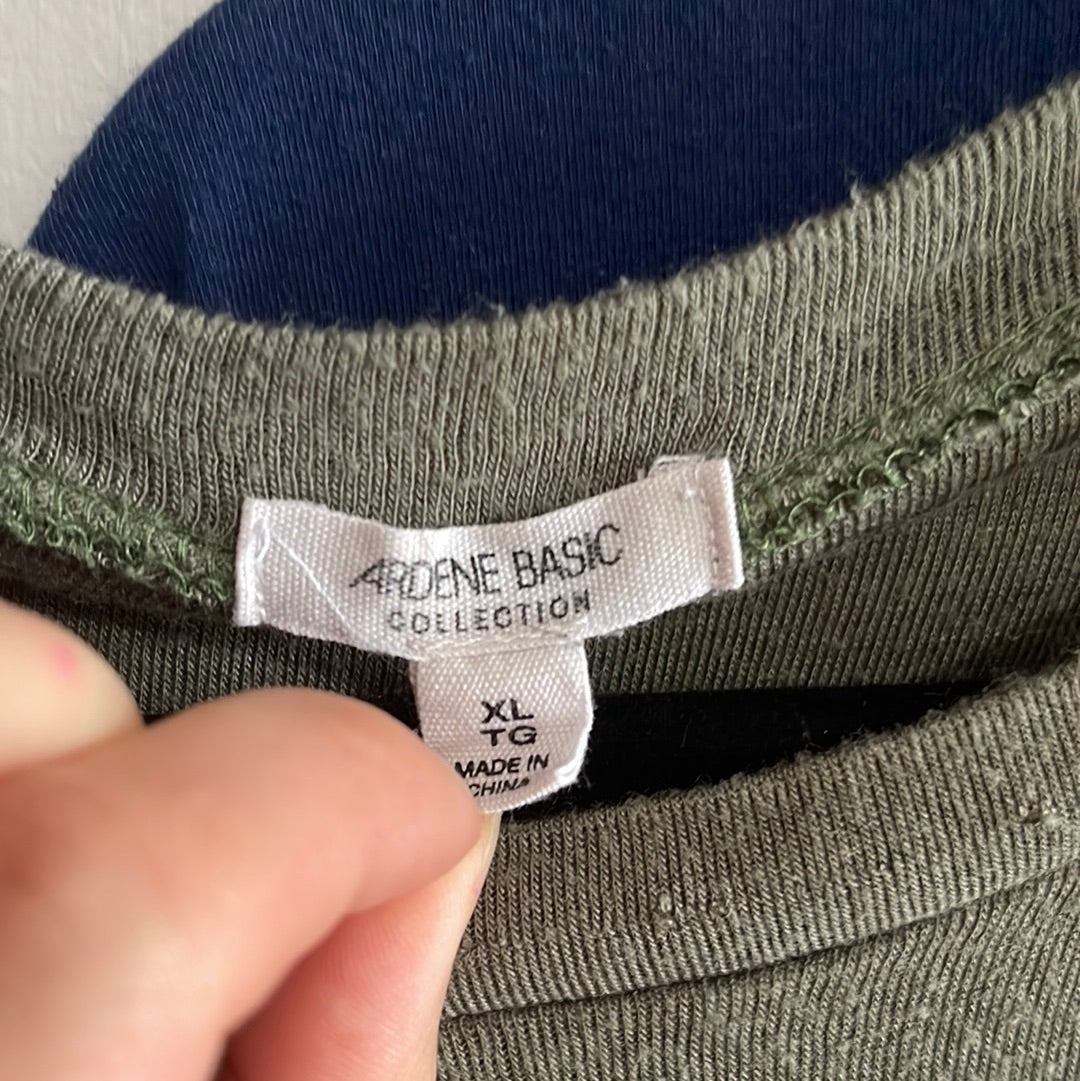 ARDENE BASIC
COLLECTION
XL
TG
MADE IN
CHINA